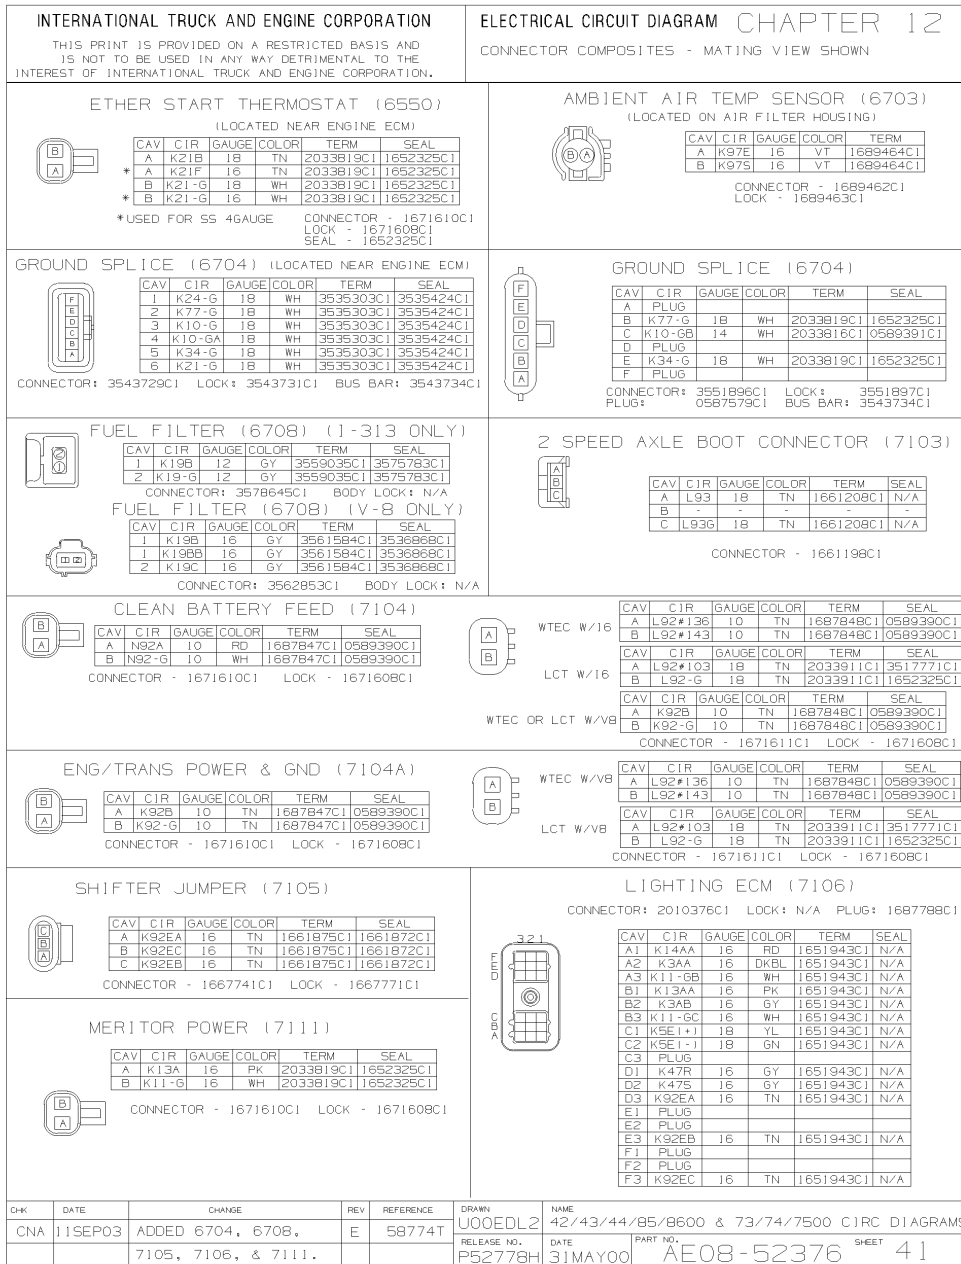 INTERNATIONAL TRUCK AND ENGINE CORPORATION
THIS PRINT IS PROVIDED ON A RESTRICTED BASIS AND
IS NOT TO BE USED IN ANY WAY DETRIMENTAL TO THE
INTEREST OF INTERNATIONAL TRUCK AND ENGINE CORPORATION.
ELECTRICAL CIRCUIT DIAGRAM CHAPTER 12
CONNECTOR COMPOSITES - MATING VIEW SHOWN
ETHER START THERMOSTAT (6550)
(LOCATED NEAR ENGINE ECM)
B
A
CAV CIR GAUGE COLOR TERM SEAL
A K21B 18 TN 2033819C1 1652325C1
* A K21F 16 TN 2033819C1 1652325C1
B K21-G 18 WH 2033819C1 1652325C1
* B K21-G 16 WH 2033819C1 1652325C1
*USED FOR SS 4GAUGE
CONNECTOR - 1671610C1
LOCK - 1671608C1
SEAL - 1652325C1
AMBIENT AIR TEMP SENSOR (6703)
(LOCATED ON AIR FILTER HOUSING)
B A
CAV CIR GAUGE COLOR TERM
A K97E 16 VT 1689464C1
B K97S 16 VT 1689464C1
CONNECTOR - 1689462C1
LOCK - 1689463C1
GROUND SPLICE (6704) (LOCATED NEAR ENGINE ECM)
F
E
D
C
B
A
CAV CIR GAUGE COLOR TERM SEAL
1 K24-G 18 WH 3535303C1 3535424C1
2 K77-G 18 WH 3535303C1 3535424C1
3 K10-G 18 WH 3535303C1 3535424C1
4 K10-GA 18 WH 3535303C1 3535424C1
5 K34-G 18 WH 3535303C1 3535424C1
6 K21-G 18 WH 3535303C1 3535424C1
CONNECTOR: 3543729C1 LOCK: 3543731C1 BUS BAR: 3543734C1
GROUND SPLICE (6704)
F
E
D
C
B
A
CAV CIR GAUGE COLOR TERM SEAL
A PLUG
B K77-G 18 WH 2033819C1 1652325C1
C K10-GB 14 WH 2033816C1 0589391C1
D PLUG
E K34-G 18 WH 2033819C1 1652325C1
F PLUG
CONNECTOR: 3551896C1 LOCK: 3551897C1
PLUG: 0587579C1 BUS BAR: 3543734C1
FUEL FILTER (6708) (I-313 ONLY)
2
1
CAV CIR GAUGE COLOR TERM SEAL
1 K19B 12 GY 3559035C1 3575783C1
2 K19-G 12 GY 3559035C1 3575783C1
CONNECTOR: 3578645C1 BODY LOCK: N/A
FUEL FILTER (6708) (V-8 ONLY)
1 2
CAV CIR GAUGE COLOR TERM SEAL
1 K19B 16 GY 3561584C1 3536868C1
1 K19BB 16 GY 3561584C1 3536868C1
2 K19C 16 GY 3561584C1 3536868C1
CONNECTOR: 3562853C1 BODY LOCK: N/A
2 SPEED AXLE BOOT CONNECTOR (7103)
A
B
C
CAV CIR GAUGE COLOR TERM SEAL
A L93 18 TN 1661208C1 N/A
B - - - - -
C L93G 18 TN 1661208C1 N/A
CONNECTOR - 1661198C1
CLEAN BATTERY FEED (7104)
B
A
CAV CIR GAUGE COLOR TERM SEAL
A N92A 10 RD 1687847C1 0589390C1
B N92-G 10 WH 1687847C1 0589390C1
CONNECTOR - 1671610C1 LOCK - 1671608C1
A
B
WTEC W/I6
CAV CIR GAUGE COLOR TERM SEAL
A L92#136 10 TN 1687848C1 0589390C1
B L92#143 10 TN 1687848C1 0589390C1
LCT W/I6
CAV CIR GAUGE COLOR TERM SEAL
A L92#103 18 TN 2033911C1 3517771C1
B L92-G 18 TN 2033911C1 1652325C1
WTEC OR LCT W/V8
CAV CIR GAUGE COLOR TERM SEAL
A K92B 10 TN 1687848C1 0589390C1
B K92-G 10 TN 1687848C1 0589390C1
CONNECTOR - 1671611C1 LOCK - 1671608C1
ENG/TRANS POWER & GND (7104A)
B
A
CAV CIR GAUGE COLOR TERM SEAL
A K92B 10 TN 1687847C1 0589390C1
B K92-G 10 TN 1687847C1 0589390C1
CONNECTOR - 1671610C1 LOCK - 1671608C1
A
B
WTEC W/V8
CAV CIR GAUGE COLOR TERM SEAL
A L92#136 10 TN 1687848C1 0589390C1
B L92#143 10 TN 1687848C1 0589390C1
LCT W/V8
CAV CIR GAUGE COLOR TERM SEAL
A L92#103 18 TN 2033911C1 3517771C1
B L92-G 18 TN 2033911C1 1652325C1
CONNECTOR - 1671611C1 LOCK - 1671608C1
SHIFTER JUMPER (7105)
C
B
A
CAV CIR GAUGE COLOR TERM SEAL
A K92EA 16 TN 1661875C1 1661872C1
B K92EC 16 TN 1661875C1 1661872C1
C K92EB 16 TN 1661875C1 1661872C1
CONNECTOR - 1667741C1 LOCK - 1667771C1
MERITOR POWER (7111)
CAV CIR GAUGE COLOR TERM SEAL
A K13A 16 PK 2033819C1 1652325C1
B K11-G 16 WH 2033819C1 1652325C1
B
A
CONNECTOR - 1671610C1 LOCK - 1671608C1
LIGHTING ECM (7106)
CONNECTOR: 2010376C1 LOCK: N/A PLUG: 1687788C1
3 2 1
F
E
D
C
B
A
CAV CIR GAUGE COLOR TERM SEAL
A1 K14AA 16 RD 1651943C1 N/A
A2 K3AA 16 DKBL 1651943C1 N/A
A3 K11-GB 16 WH 1651943C1 N/A
B1 K13AA 16 PK 1651943C1 N/A
B2 K3AB 16 GY 1651943C1 N/A
B3 K11-GC 16 WH 1651943C1 N/A
C1 K5E(+) 18 YL 1651943C1 N/A
C2 K5E(-) 18 GN 1651943C1 N/A
C3 PLUG
D1 K47R 16 GY 1651943C1 N/A
D2 K47S 16 GY 1651943C1 N/A
D3 K92EA 16 TN 1651943C1 N/A
E1 PLUG
E2 PLUG
E3 K92EB 16 TN 1651943C1 N/A
F1 PLUG
F2 PLUG
F3 K92EC 16 TN 1651943C1 N/A
CHK DATE CHANGE REV REFERENCE
CNA 11SEP03 ADDED 6704, 6708, E 58774T
7105, 7106, & 7111.
DRAWN
U00EDL2
NAME
42/43/44/85/8600 & 73/74/7500 CIRC DIAGRAMS
RELEASE NO.
P52778H
DATE
31MAY00
PART NO.
AE08-52376
SHEET 41